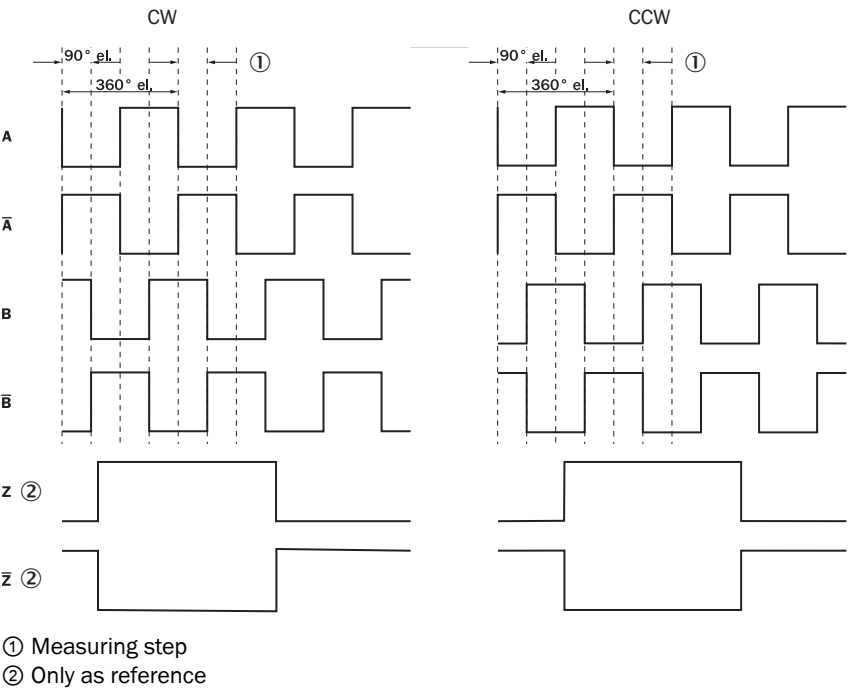 CW CCW
90° el. ① 90° el. ①
360° el. 360° el.
A
A̅
B
B̅
Z ②
Z̅ ②
① Measuring step
② Only as reference